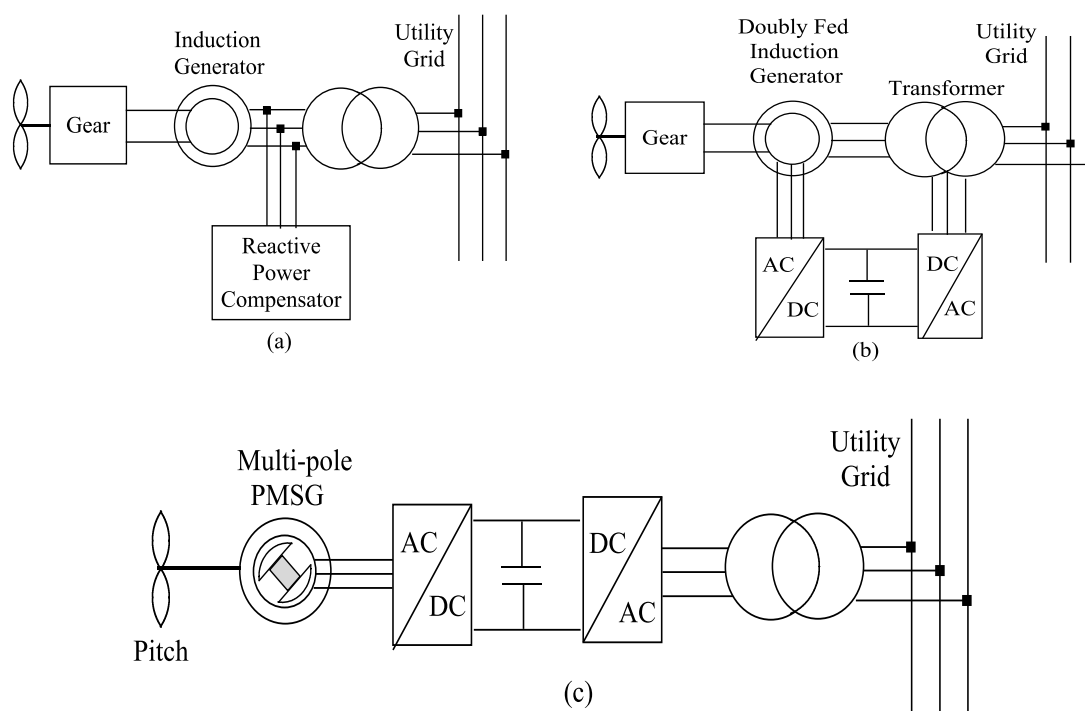 Induction
Generator
Utility
Grid
Gear
Reactive
Power
Compensator
(a)
Doubly Fed
Induction
Generator
Utility
Grid
Transformer
Gear
AC
DC
DC
AC
(b)
Multi-pole
PMSG
Utility
Grid
AC
DC
DC
AC
Pitch
(c)